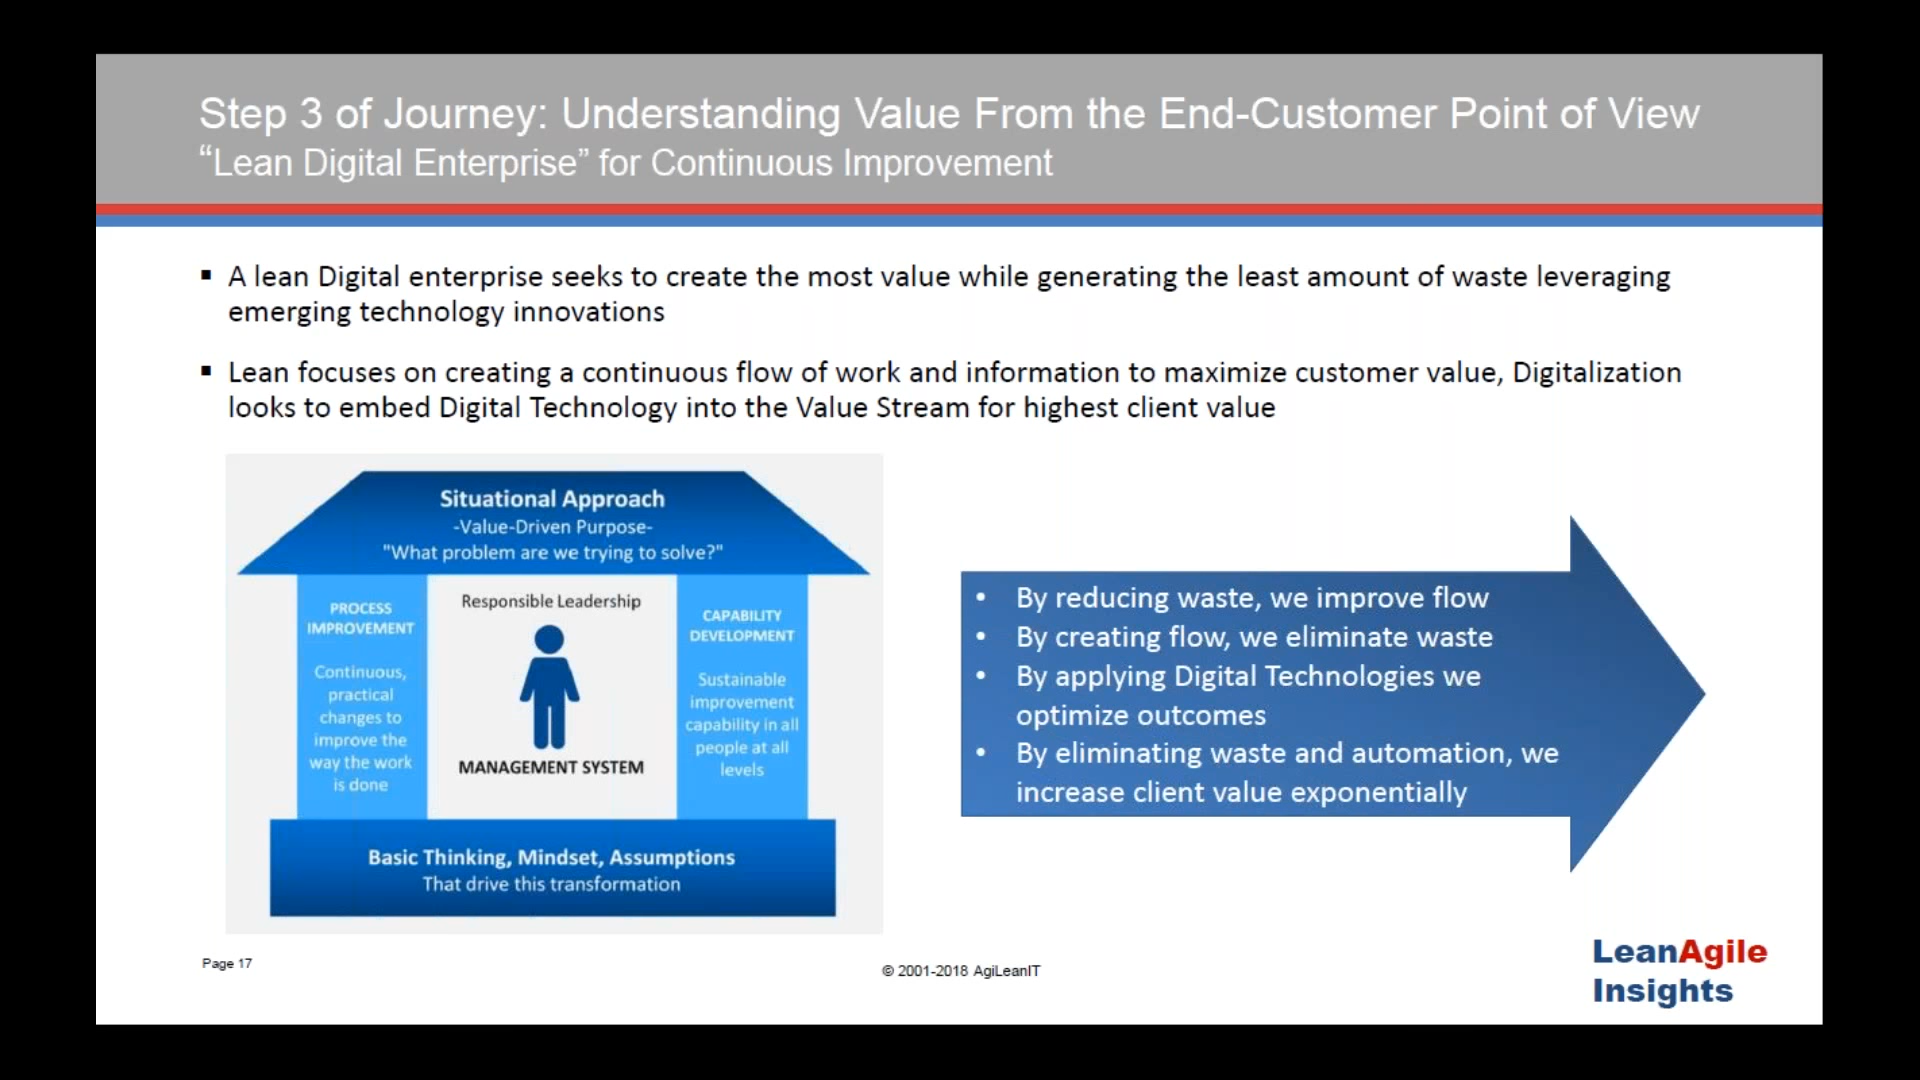 Step 3 of Journey: Understanding Value From the End-Customer Point of View
“Lean Digital Enterprise” for Continuous Improvement
▪ A lean Digital enterprise seeks to create the most value while generating the least amount of waste leveraging
emerging technology innovations
▪ Lean focuses on creating a continuous flow of work and information to maximize customer value, Digitalization
looks to embed Digital Technology into the Value Stream for highest client value
Situational Approach
-Value-Driven Purpose-
"What problem are we trying to solve?"
PROCESS
IMPROVEMENT
Continuous,
practical
changes to
improve the
way the work
is done
Responsible Leadership
MANAGEMENT SYSTEM
CAPABILITY
DEVELOPMENT
Sustainable
improvement
capability in all
people at all
levels
Basic Thinking, Mindset, Assumptions
That drive this transformation
• By reducing waste, we improve flow
• By creating flow, we eliminate waste
• By applying Digital Technologies we
optimize outcomes
• By eliminating waste and automation, we
increase client value exponentially
Page 17
© 2001-2018 AgiLeanIT
LeanAgile
Insights